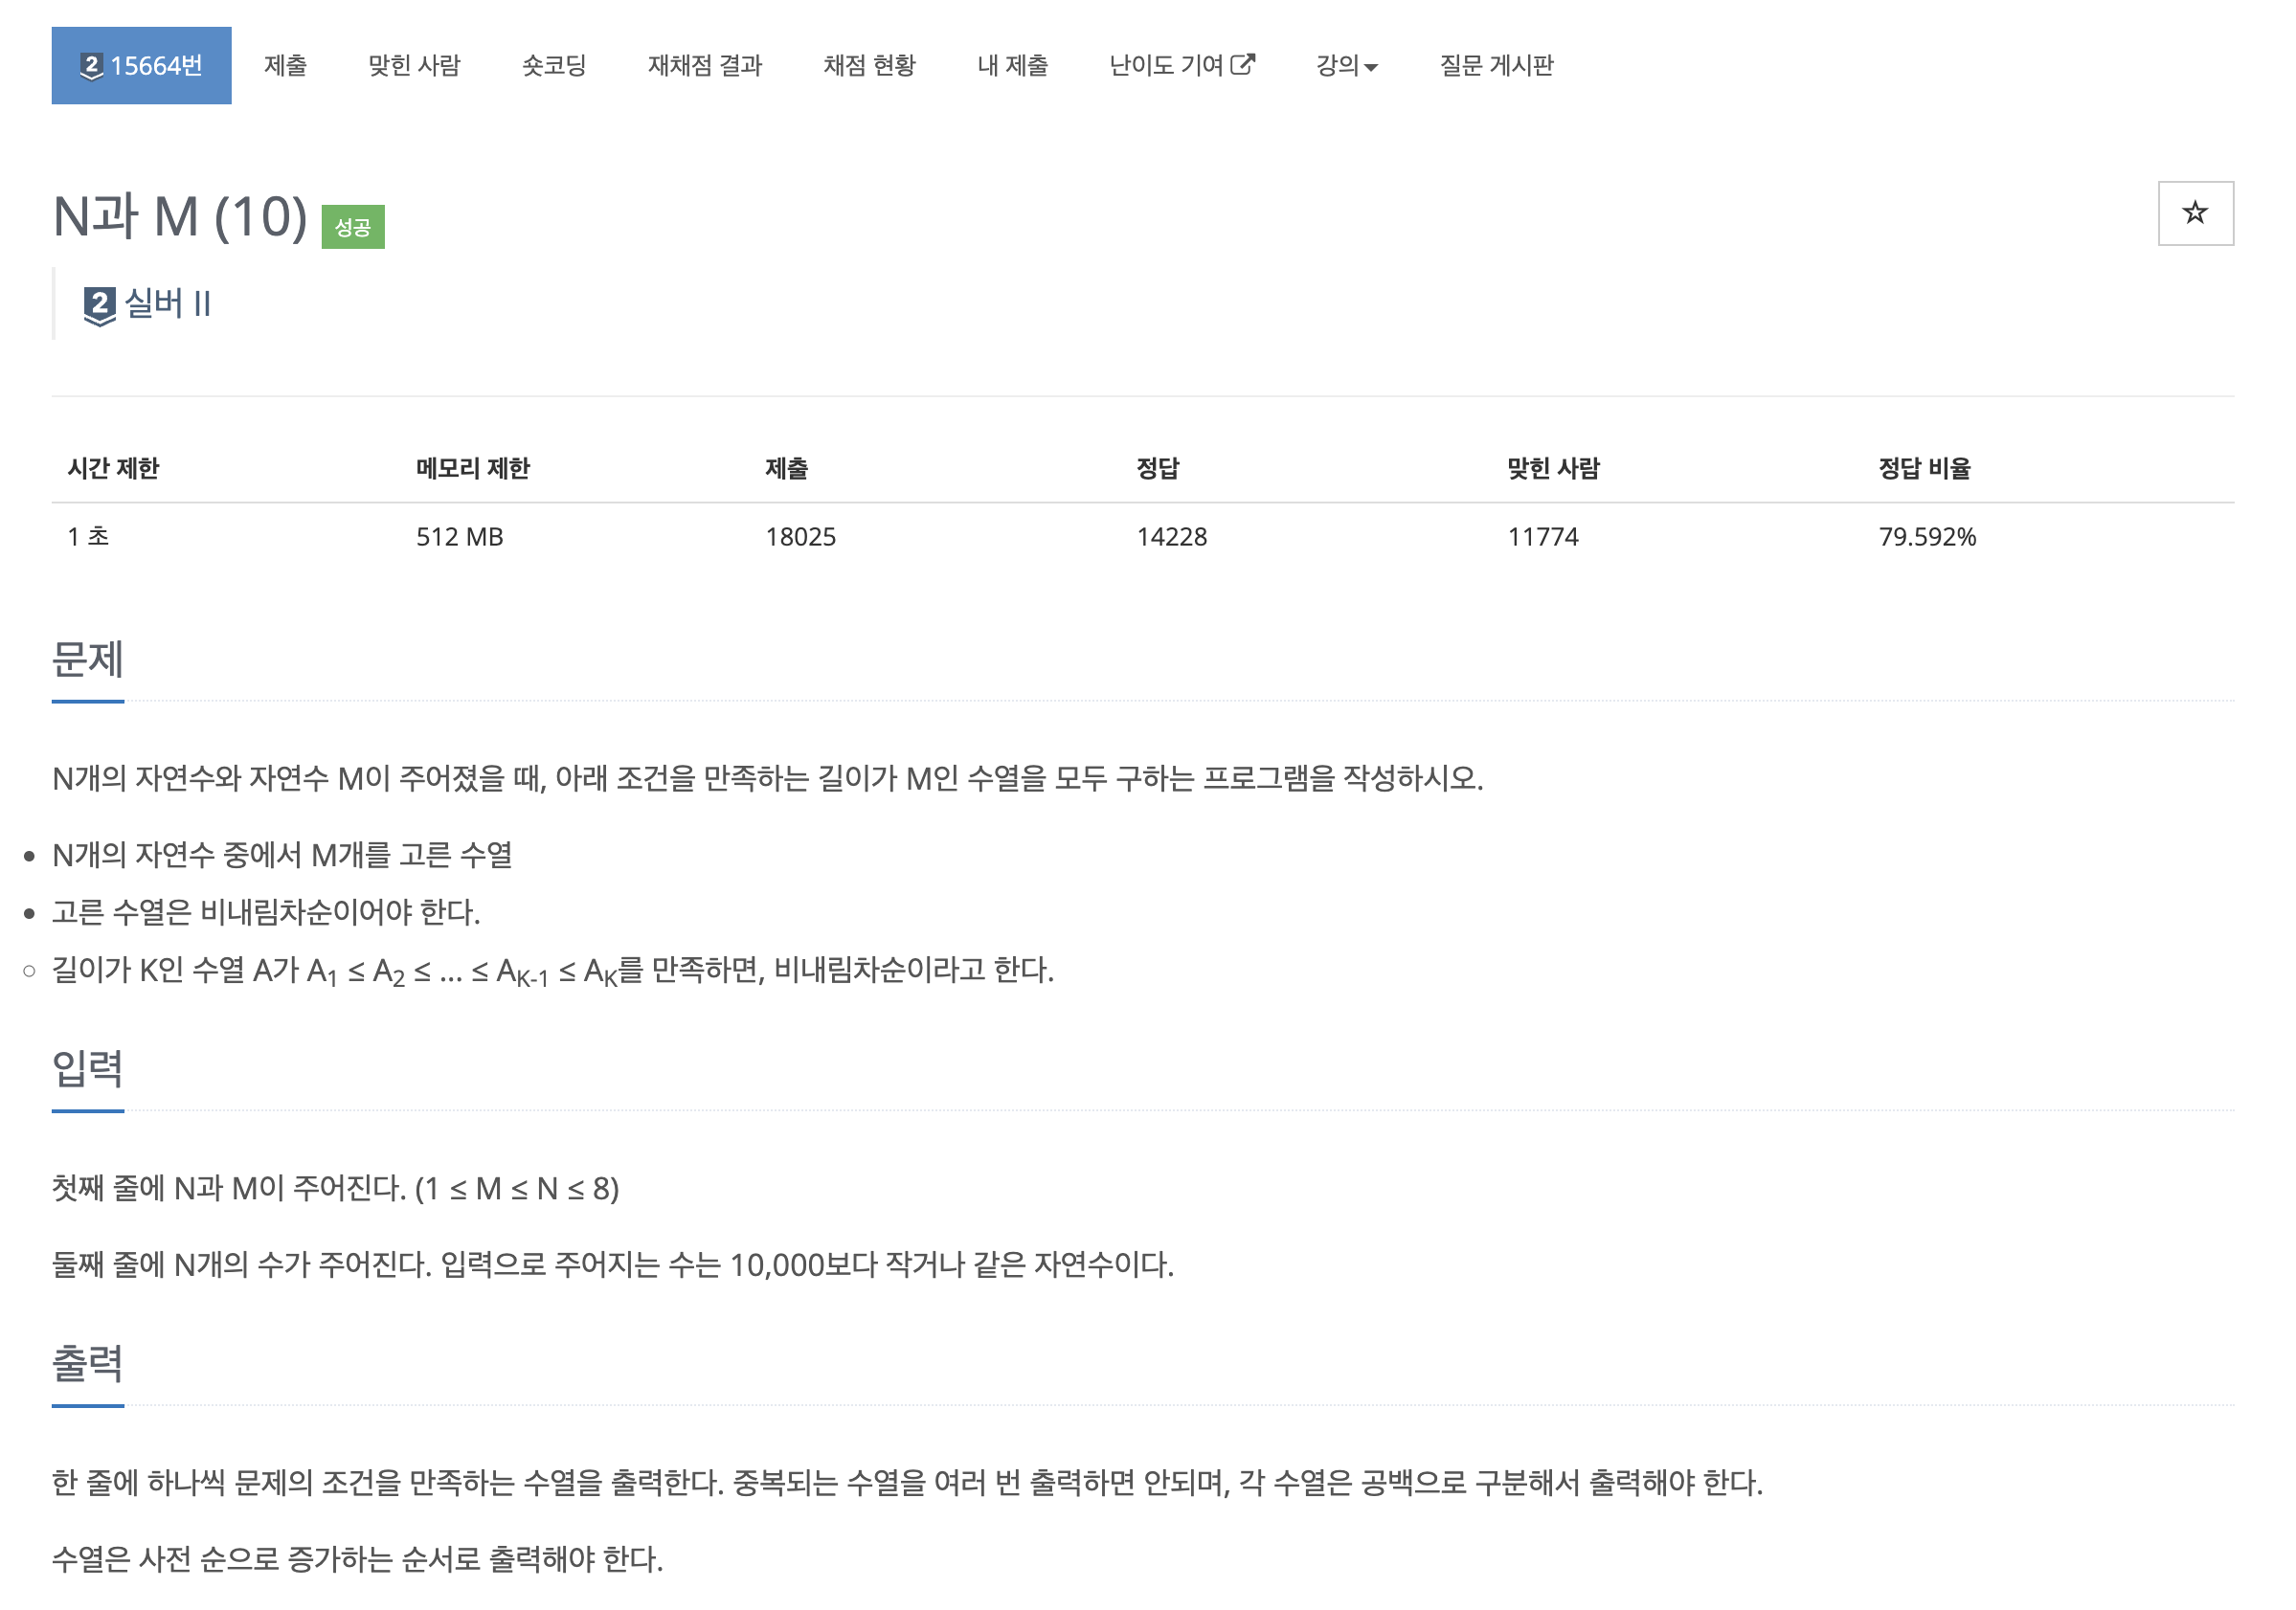 2 15664번 제출 맞힌 사람 숏코딩 재채점 결과 채점 현황 내 제출 난이도 기여 강의 질문 게시판
N과 M (10) 성공
2 실버 II
시간 제한 메모리 제한 제출 정답 맞힌 사람 정답 비율
1 초 512 MB 18025 14228 11774 79.592%
문제
N개의 자연수와 자연수 M이 주어졌을 때, 아래 조건을 만족하는 길이가 M인 수열을 모두 구하는 프로그램을 작성하시오.
N개의 자연수 중에서 M개를 고른 수열
고른 수열은 비내림차순이어야 한다.
길이가 K인 수열 A가 A1 ≤ A2 ≤ ... ≤ AK-1 ≤ AK를 만족하면, 비내림차순이라고 한다.
입력
첫째 줄에 N과 M이 주어진다. (1 ≤ M ≤ N ≤ 8)
둘째 줄에 N개의 수가 주어진다. 입력으로 주어지는 수는 10,000보다 작거나 같은 자연수이다.
출력
한 줄에 하나씩 문제의 조건을 만족하는 수열을 출력한다. 중복되는 수열을 여러 번 출력하면 안되며, 각 수열은 공백으로 구분해서 출력해야 한다.
수열은 사전 순으로 증가하는 순서로 출력해야 한다.